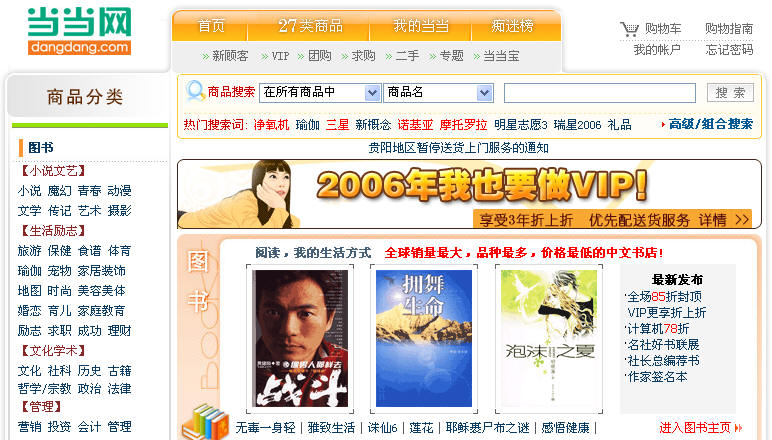 当当网
dangdang.com
首页 27类商品 我的当当 痴迷榜
新顾客 VIP 团购 求购 二手 专题 当当宝
购物车 购物指南
我的帐户 忘记密码
商品分类
商品搜索 在所有商品中 商品名 搜 索
热门搜索词: 净氧机 瑜伽 三星 新概念 诺基亚 摩托罗拉 明星志愿3 瑞星2006 礼品 高级/组合搜索
贵阳地区暂停送货上门服务的通知
2006年我也要做VIP!
享受3年折上折 优先配送货服务 详情 >>
图书
【小说文艺】
小说 魔幻 青春 动漫
文学 传记 艺术 摄影
【生活励志】
旅游 保健 食谱 体育
瑜伽 宠物 家居装饰
地图 时尚 美容美体
婚恋 育儿 家庭教育
励志 求职 成功 理财
【文化学术】
文化 社科 历史 古籍
哲学/宗教 政治 法律
【管理】
营销 投资 会计 管理
图书
BOOK
阅读,我的生活方式 全球销量最大,品种最多,价格最低的中文书店!
像男人那样去
战斗
拥舞
生命
泡沫之夏
最新发布
·全场85折封顶
VIP更享折上折
·计算机78折
·名社好书联展
·社长总编荐书
·作家签名本
无毒一身轻 | 雅致生活 | 诛仙6 | 莲花 | 耶稣裹尸布之谜 | 感悟健康 |
进入图书主页